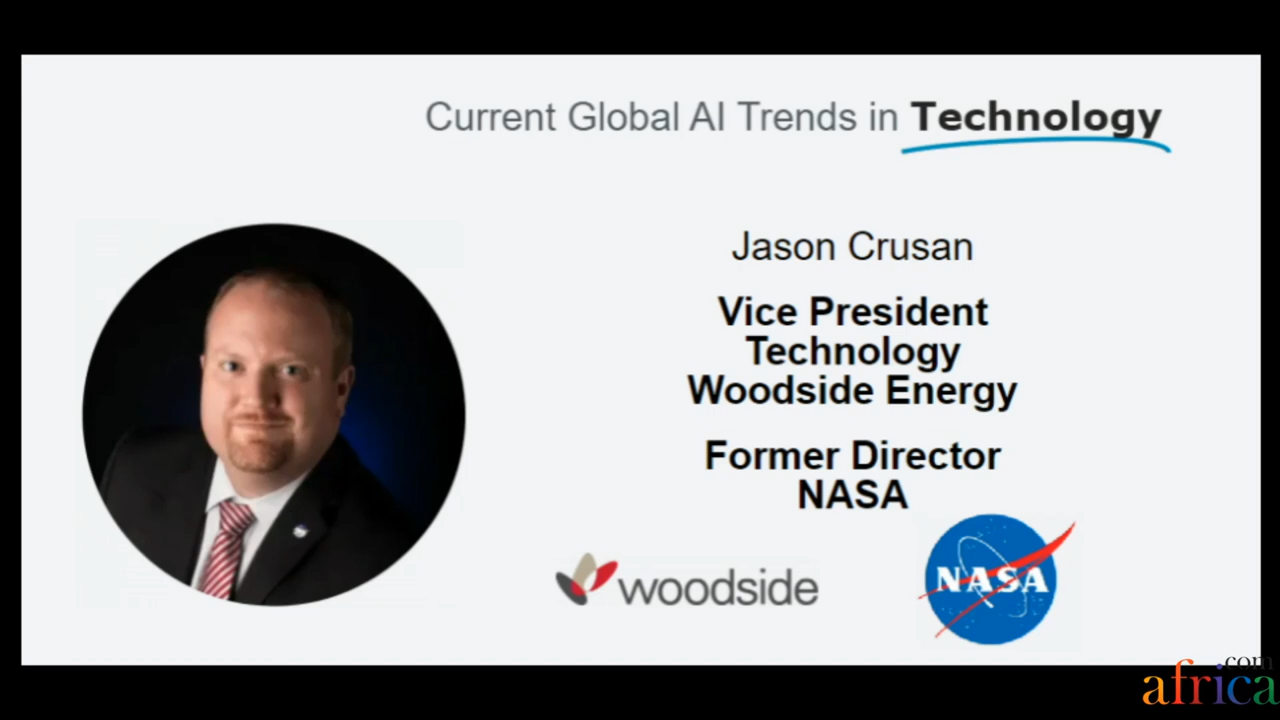 Current Global AI Trends in Technology
Jason Crusan
Vice President
Technology
Woodside Energy
Former Director
NASA
woodside
NASA
.com
africa